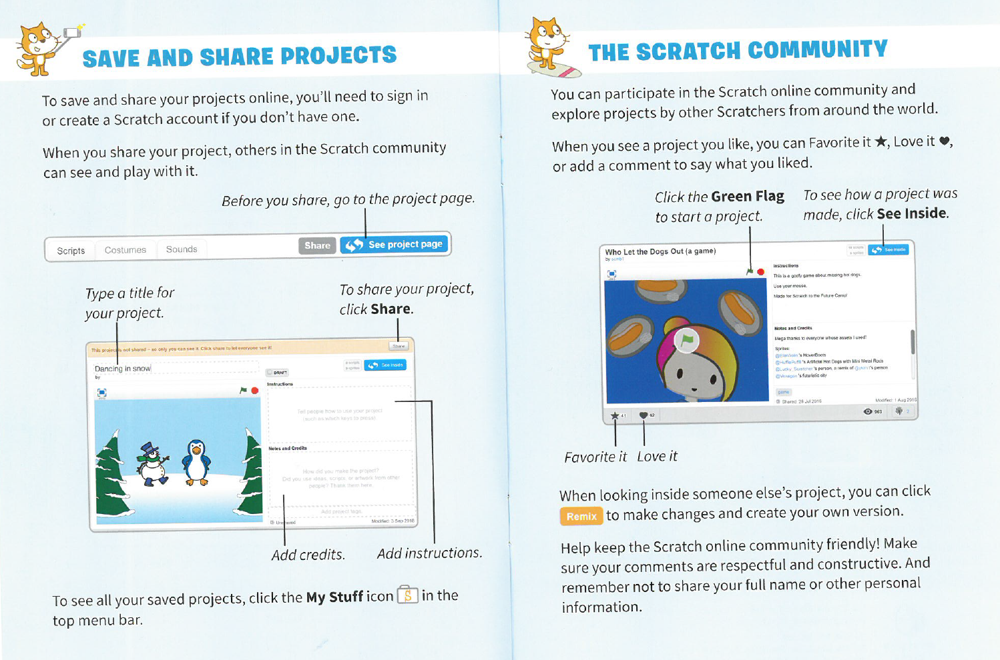 SAVE AND SHARE PROJECTS
To save and share your projects online, you'll need to sign in
or create a Scratch account if you don't have one.
When you share your project, others in the Scratch community
can see and play with it.
Before you share, go to the project page.
Scripts
Costumes
Sounds
Share
See project page
Type a title for
your project.
To share your project,
click Share.
This project is not shared – so only you can see it. Click share to let everyone see it!
Share
Dancing in snow
by
DRAFT
See inside
Instructions
Tell people how to use your project
(such as which keys to press).
Notes and Credits
How did you make the project?
Did you use ideas, scripts, or artwork from other
people? Thank them here.
Add project tags.
Unshared
Modified: 3 Sep 2016
Add credits.
Add instructions.
To see all your saved projects, click the My Stuff icon S in the
top menu bar.
THE SCRATCH COMMUNITY
You can participate in the Scratch online community and
explore projects by other Scratchers from around the world.
When you see a project you like, you can Favorite it ★, Love it ♥,
or add a comment to say what you liked.
Click the Green Flag
to start a project.
To see how a project was
made, click See Inside.
Who Let the Dogs Out (a game)
by
See inside
Instructions
This is a goofy game about missing hot dogs.
Use your mouse.
Made for Scratch to the Future Camp!
Notes and Credits
Mega thanks to everyone whose assets I used!
Sprites:
's HoverBoots
's Artificial Hot Dogs with Mini Metal Rods
's person, a remix of 's person
's futuristic city
game
Shared: 28 Jul 2016
Modified: 1 Aug 2016
41
62
963
2
Favorite it
Love it
When looking inside someone else's project, you can click
Remix to make changes and create your own version.
Help keep the Scratch online community friendly! Make
sure your comments are respectful and constructive. And
remember not to share your full name or other personal
information.